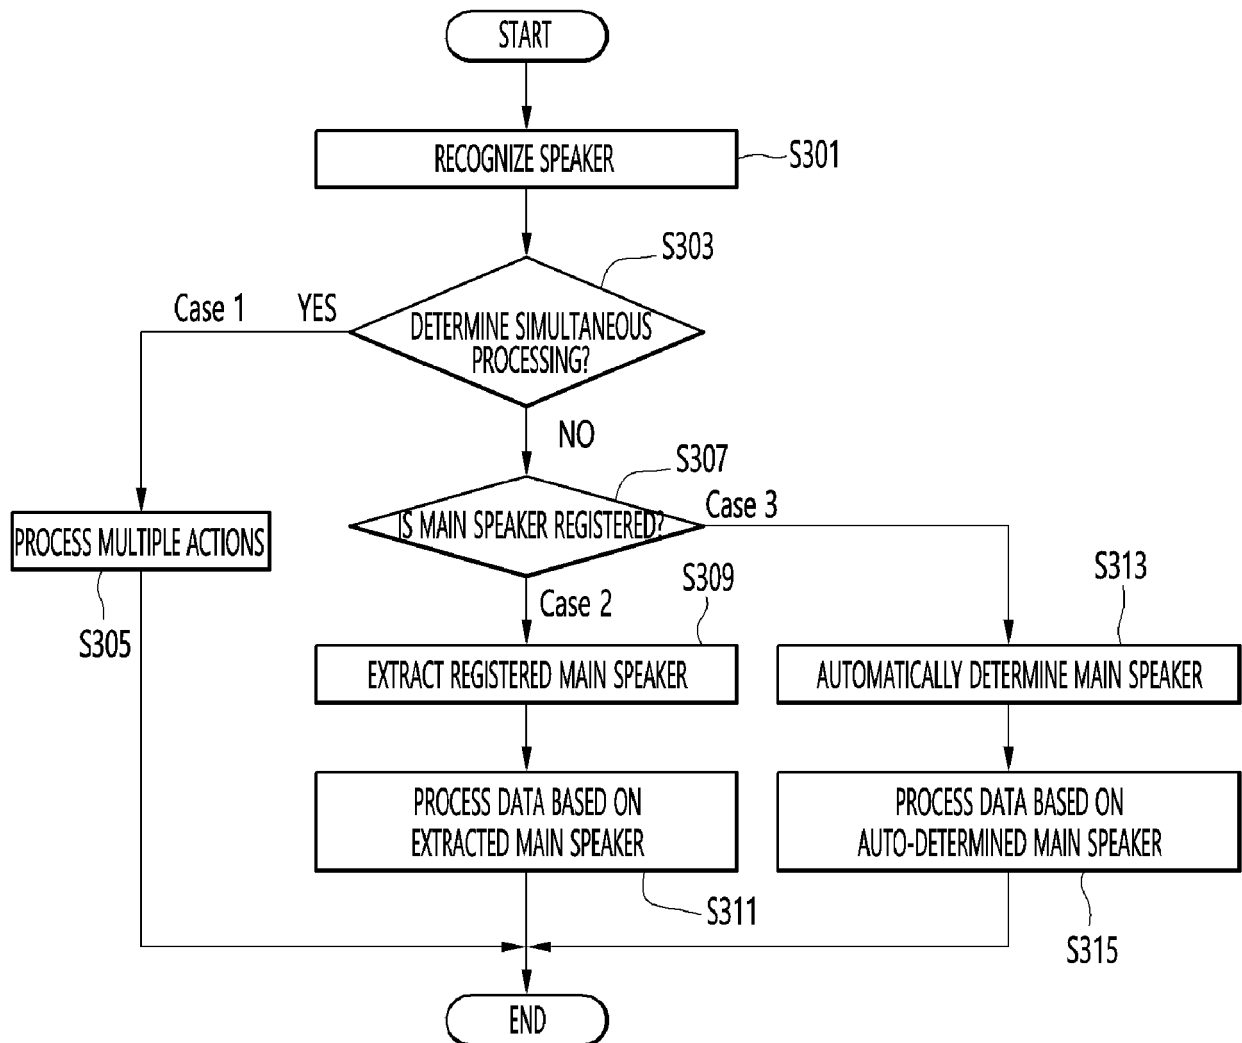 START
RECOGNIZE SPEAKER
S301
S303
Case 1
YES
DETERMINE SIMULTANEOUS
PROCESSING?
NO
S307
IS MAIN SPEAKER REGISTERED?
Case 3
PROCESS MULTIPLE ACTIONS
S305
Case 2
S309
S313
EXTRACT REGISTERED MAIN SPEAKER
AUTOMATICALLY DETERMINE MAIN SPEAKER
PROCESS DATA BASED ON
EXTRACTED MAIN SPEAKER
S311
PROCESS DATA BASED ON
AUTO-DETERMINED MAIN SPEAKER
S315
END